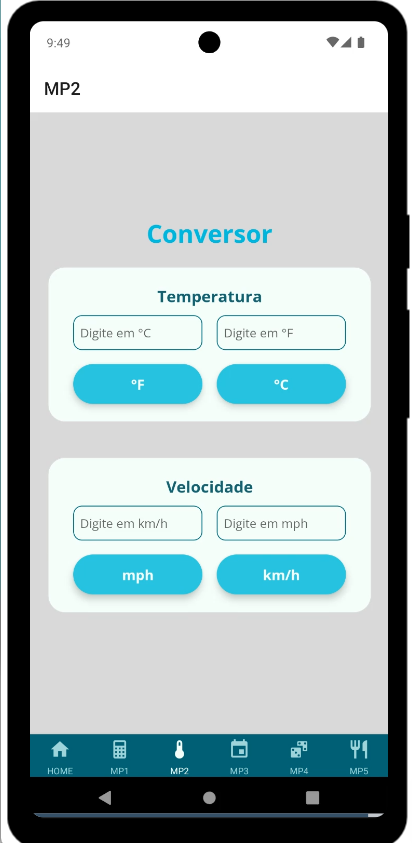 9:49
MP2
Conversor
Temperatura
Digite em °C Digite em °F
°F °C
Velocidade
Digite em km/h Digite em mph
mph km/h
HOME MP1 MP2 MP3 MP4 MP5